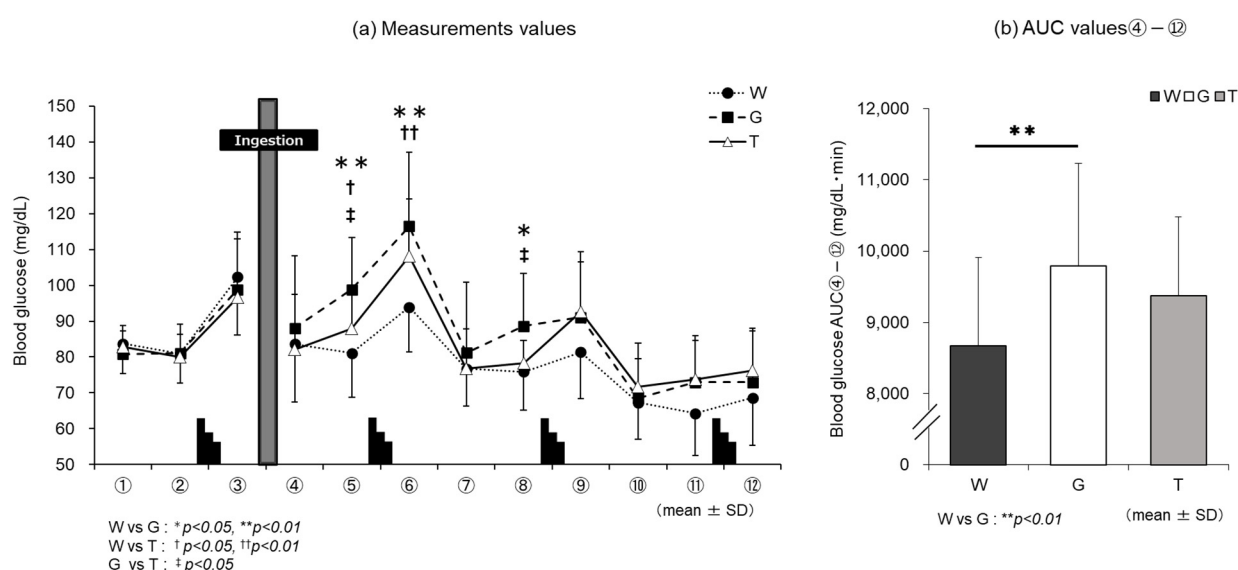 (a) Measurements values
(b) AUC values④－⑫
Blood glucose (mg/dL)
150
140
130
120
110
100
90
80
70
60
50
Ingestion
W
G
T
＊＊
†
‡
＊＊
††
＊
‡
① ② ③ ④ ⑤ ⑥ ⑦ ⑧ ⑨ ⑩ ⑪ ⑫
(mean ± SD)
W vs G : *p<0.05, **p<0.01
W vs T : †p<0.05, ††p<0.01
G vs T : ‡p<0.05
Blood glucose AUC④－⑫ (mg/dL・min)
W G T
12,000
11,000
10,000
9,000
8,000
0
**
W G T
W vs G : **p<0.01
(mean ± SD)